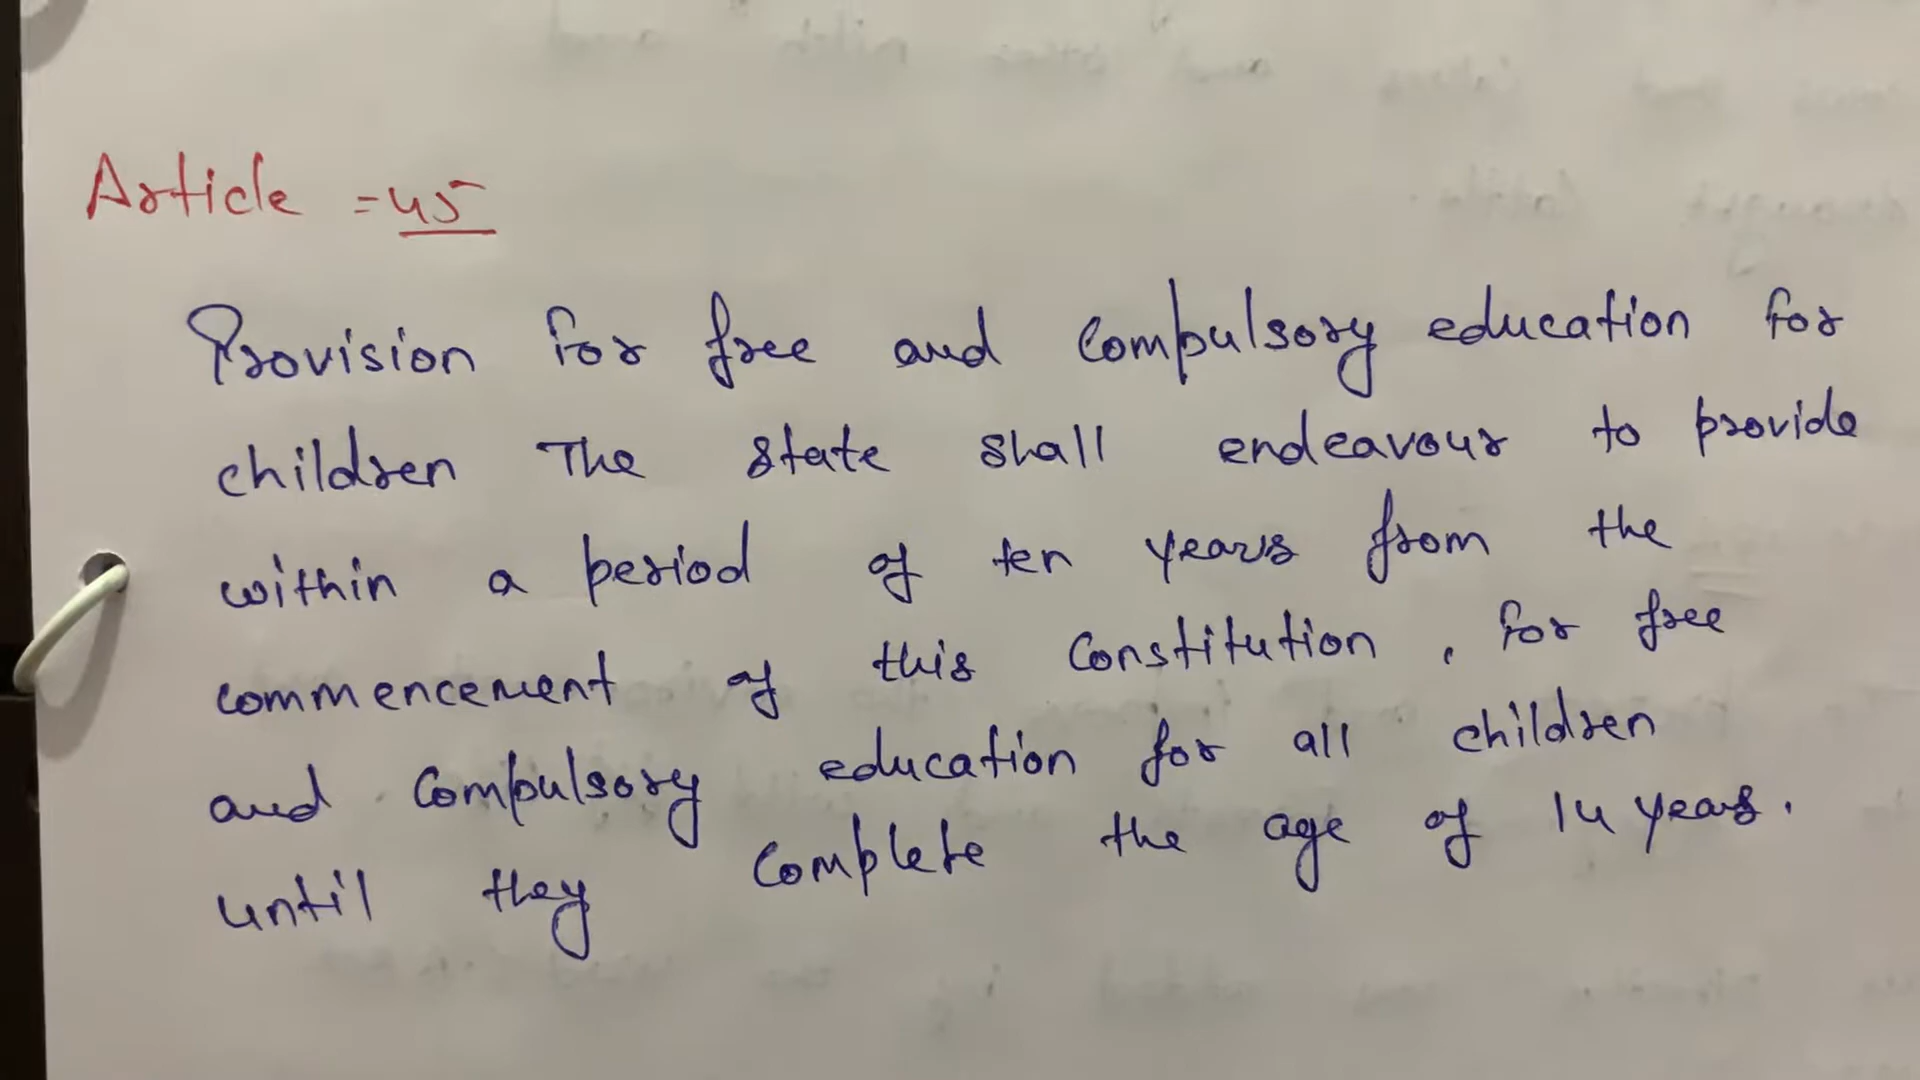 Article = 45
Provision for free and compulsory education for
children The state shall endeavour to provide
within a period of ten years from the
commencement of this Constitution, for free
and compulsory education for all children
until they complete the age of 14 years.